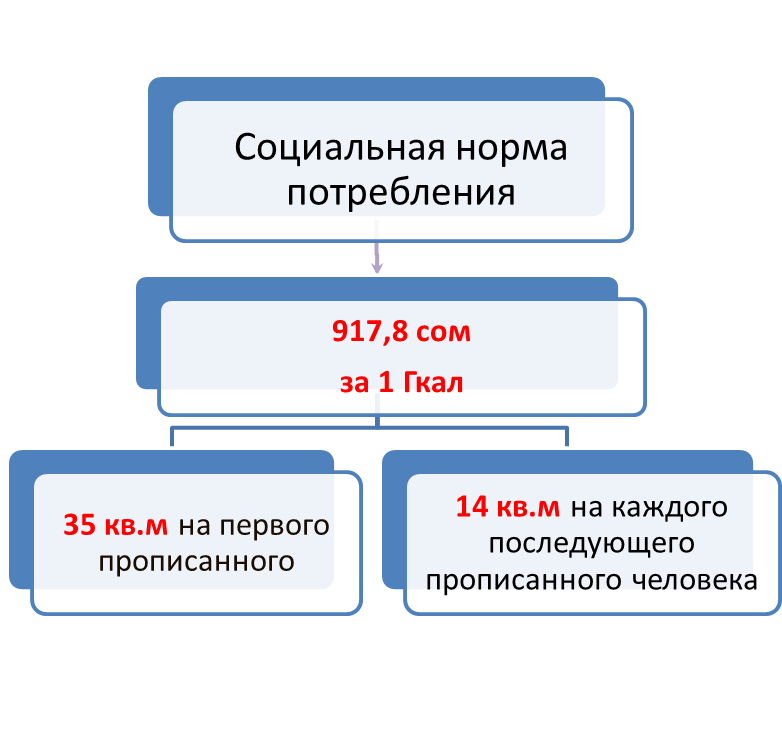 Социальная норма
потребления
917,8 сом
за 1 Гкал
35 кв.м на первого
прописанного
14 кв.м на каждого
последующего
прописанного человека